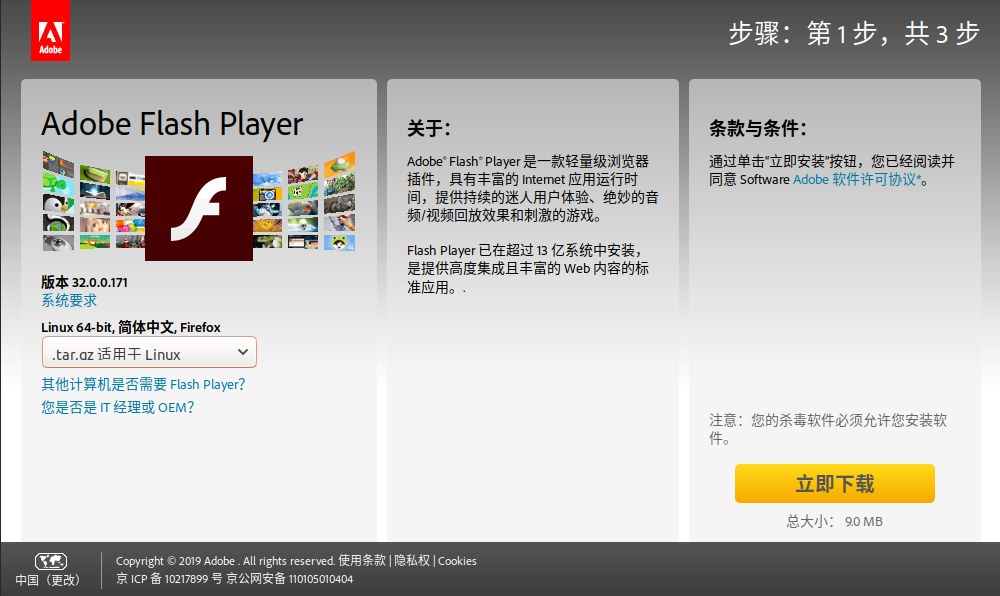 Adobe
步骤：第 1 步，共 3 步
Adobe Flash Player
版本 32.0.0.171
系统要求
Linux 64-bit, 简体中文, Firefox
.tar.gz 适用于 Linux
其他计算机是否需要 Flash Player？
您是否是 IT 经理或 OEM？
关于：
Adobe® Flash® Player 是一款轻量级浏览器
插件，具有丰富的 Internet 应用运行时
间，提供持续的迷人用户体验、绝妙的音
频/视频回放效果和刺激的游戏。
Flash Player 已在超过 13 亿系统中安装，
是提供高度集成且丰富的 Web 内容的标
准应用。.
条款与条件：
通过单击“立即安装”按钮，您已经阅读并
同意 Software Adobe 软件许可协议*。
注意：您的杀毒软件必须允许您安装软
件。
立即下载
总大小： 9.0 MB
中国（更改）
Copyright © 2019 Adobe . All rights reserved. 使用条款 | 隐私权 | Cookies
京 ICP 备 10217899 号 京公网安备 110105010404